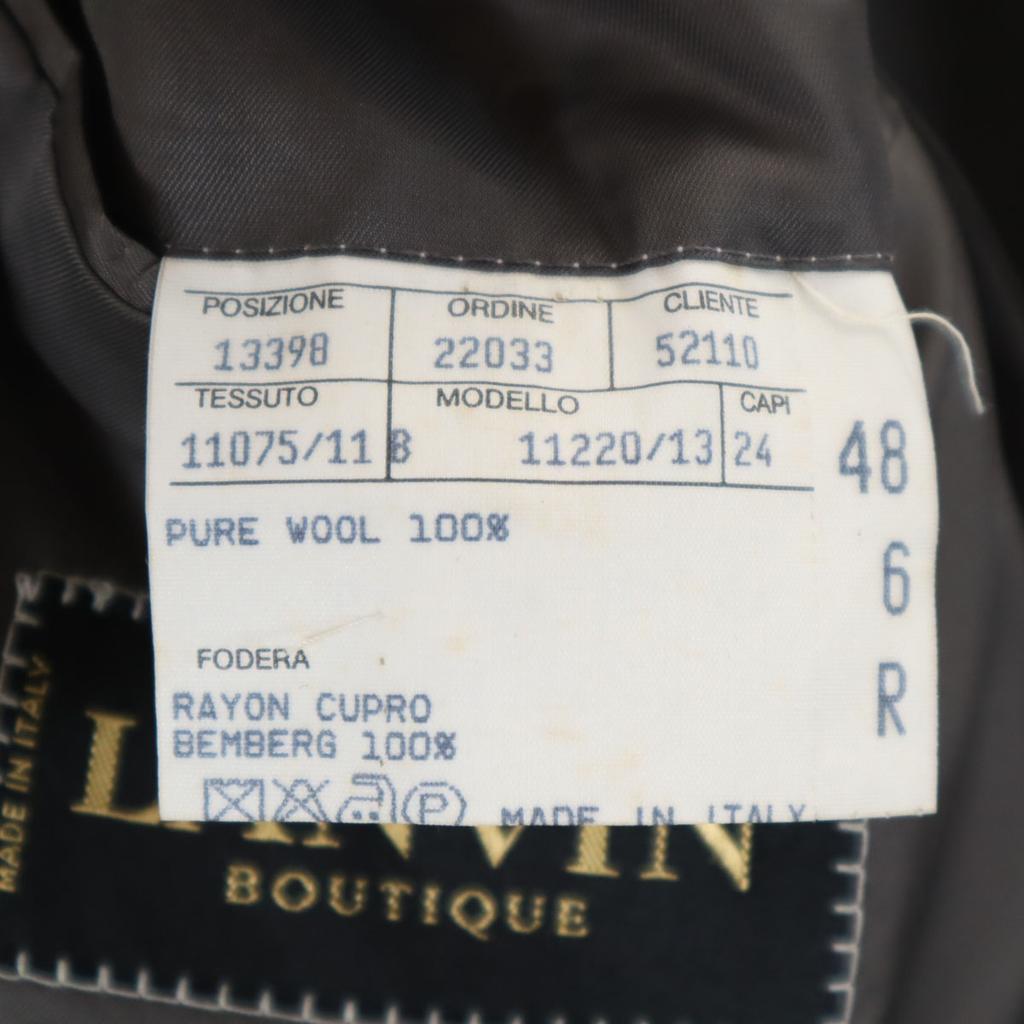 POSIZIONE ORDINE CLIENTE
13398 22033 52110
TESSUTO MODELLO CAPI
11075/11 B 11220/13 24
48
PURE WOOL 100%
6
FODERA
R
RAYON CUPRO
BEMBERG 100%
P MADE IN ITALY
MADE IN ITALY
LANVIN
BOUTIQUE